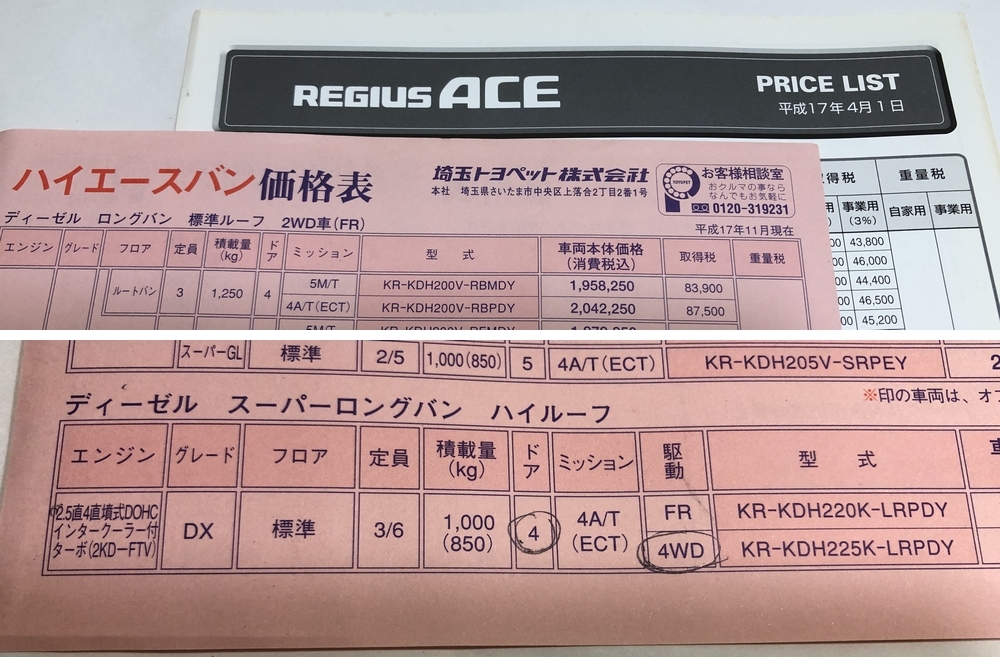 REGIUS ACE
PRICE LIST
平成17年4月1日
得税 重量税
事業用(3%) 自家用 事業用
43,800
46,000
44,400
46,500
45,200
ハイエースバン 価格表
埼玉トヨペット株式会社
本社 埼玉県さいたま市中央区上落合2丁目2番1号
TOYOPET
お客様相談室
おクルマの事なら
なんでもお気軽に
0120-319231
ディーゼル ロングバン 標準ルーフ 2WD車(FR)
平成17年11月現在
エンジン グレード フロア 定員 積載量(kg) ドア ミッション 型式 車両本体価格(消費税込) 取得税 重量税
ルートバン 3 1,250 4 5M/T KR-KDH200V-RBMDY 1,958,250 83,900
4A/T(ECT) KR-KDH200V-RBPDY 2,042,250 87,500
スーパーGL 標準 2/5 1,000(850) 5 4A/T(ECT) KR-KDH205V-SRPEY
※印の車両は、オプ
ディーゼル スーパーロングバン ハイルーフ
エンジン グレード フロア 定員 積載量(kg) ドア ミッション 駆動 型式
2.5直4直墳式DOHC
インタークーラー付
ターボ(2KD-FTV)
DX 標準 3/6 1,000(850) 4 4A/T(ECT) FR KR-KDH220K-LRPDY
4WD KR-KDH225K-LRPDY